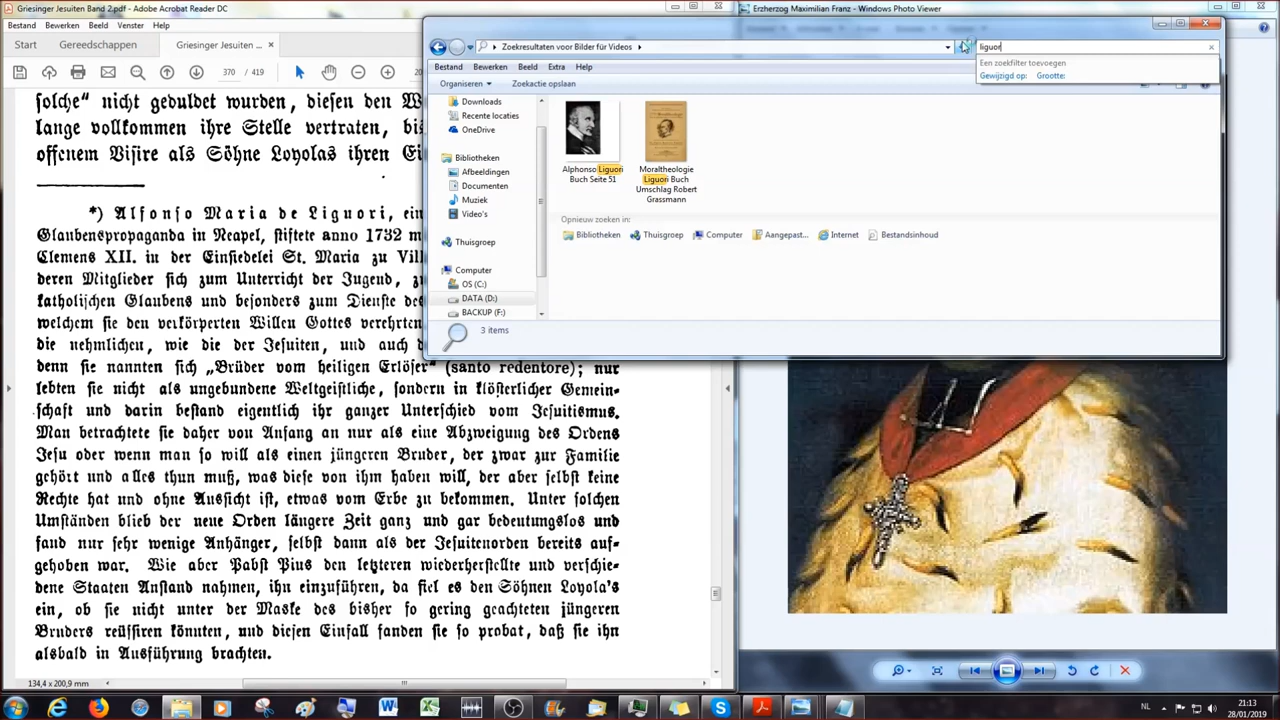 Griesinger Jesuiten Band 2.pdf - Adobe Acrobat Reader DC
Bestand Bewerken Beeld Venster Help
Start Gereedschappen Griesinger Jesuiten ...
370 / 419
ſolche“ nicht geduldet wurden, dieſen den W
lange vollkommen ihre Stelle vertraten, bis
offenem Viſire als Söhne Loyolas ihren Ei
*) Alfonſo Maria de Liguori, ein
Glaubenspropaganda in Neapel, ſtiftete anno 1732 m
Clemens XII. in der Einſiedelei St. Maria zu Vill
deren Mitglieder ſich zum Unterricht der Jugend, zu
katholiſchen Glaubens und beſonders zum Dienſte des
welchem ſie den verkörperten Willen Gottes verehrten
die nehmlichen, wie die der Jeſuiten, und auch d
denn ſie nannten ſich „Brüder vom heiligen Erlöſer“ (santo redentore); nur
lebten ſie nicht als ungebundene Weltgeiſtliche, ſondern in klöſterlicher Gemein-
ſchaft und darin beſtand eigentlich ihr ganzer Unterſchied vom Jeſuitismus.
Man betrachtete ſie daher von Anfang an nur als eine Abzweigung des Ordens
Jeſu oder wenn man ſo will als einen jüngeren Bruder, der zwar zur Familie
gehört und alles thun muß, was dieſe von ihm haben will, der aber ſelbſt keine
Rechte hat und ohne Ausſicht iſt, etwas vom Erbe zu bekommen. Unter ſolchen
Umſtänden blieb der neue Orden längere Zeit ganz und gar bedeutungslos und
fand nur ſehr wenige Anhänger, ſelbſt dann als der Jeſuitenorden bereits auf-
gehoben war. Wie aber Pabſt Pius den letzteren wiederherſtellte und verſchie-
dene Staaten Anſtand nahmen, ihn einzuführen, da fiel es den Söhnen Loyola's
ein, ob ſie nicht unter der Maske des bisher ſo gering geachteten jüngeren
Bruders reüſſiren könnten, und dieſen Einfall fanden ſie ſo probat, daß ſie ihn
alsbald in Ausführung brachten.
134,4 x 200,9 mm
Erzherzog Maximilian Franz - Windows Photo Viewer
Zoekresultaten voor Bilder für Videos
liguor
Een zoekfilter toevoegen
Gewijzigd op: Grootte:
Bestand Bewerken Beeld Extra Help
Organiseren Zoekactie opslaan
Downloads
Recente locaties
OneDrive
Bibliotheken
Afbeeldingen
Documenten
Muziek
Video's
Thuisgroep
Computer
OS (C:)
DATA (D:)
BACKUP (F:)
Alphonso Liguori
Buch Seite 51
Moraltheologie
Liguori Buch
Umschlag Robert
Grassmann
Opnieuw zoeken in:
Bibliotheken Thuisgroep Computer Aangepast... Internet Bestandsinhoud
3 items
NL
21:13
28/01/2019